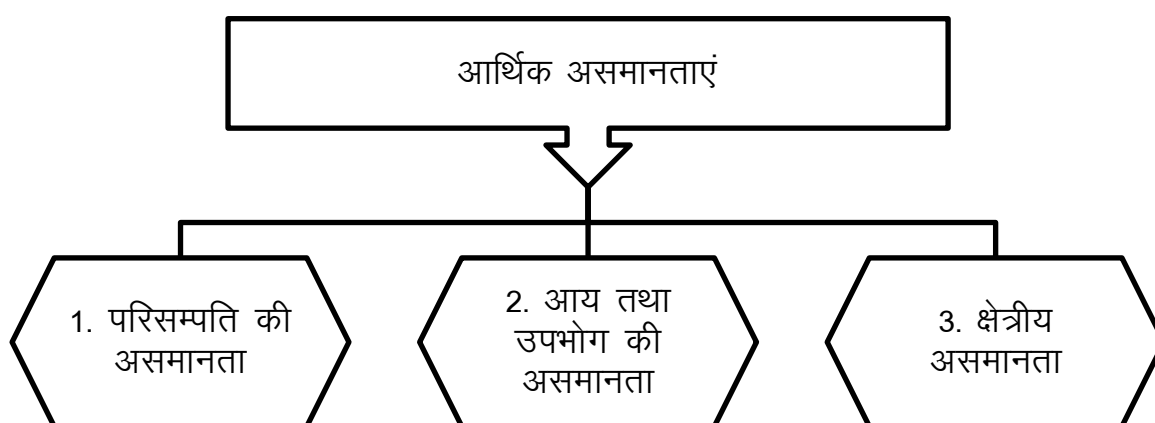 आर्थिक असमानताएं
1. परिसम्पति की
असमानता
2. आय तथा
उपभोग की
असमानता
3. क्षेत्रीय
असमानता